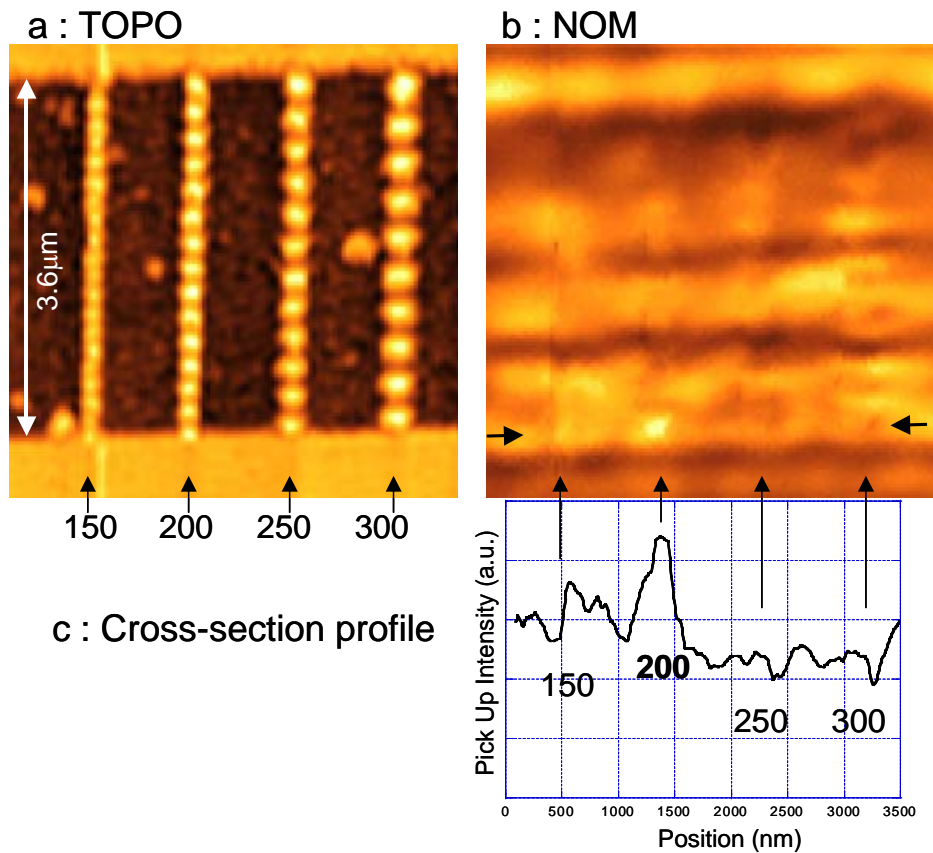 a : TOPO
b : NOM
3.6μm
150 200 250 300
c : Cross-section profile
Pick Up Intensity (a.u.)
150
200
250
300
0 500 1000 1500 2000 2500 3000 3500
Position (nm)